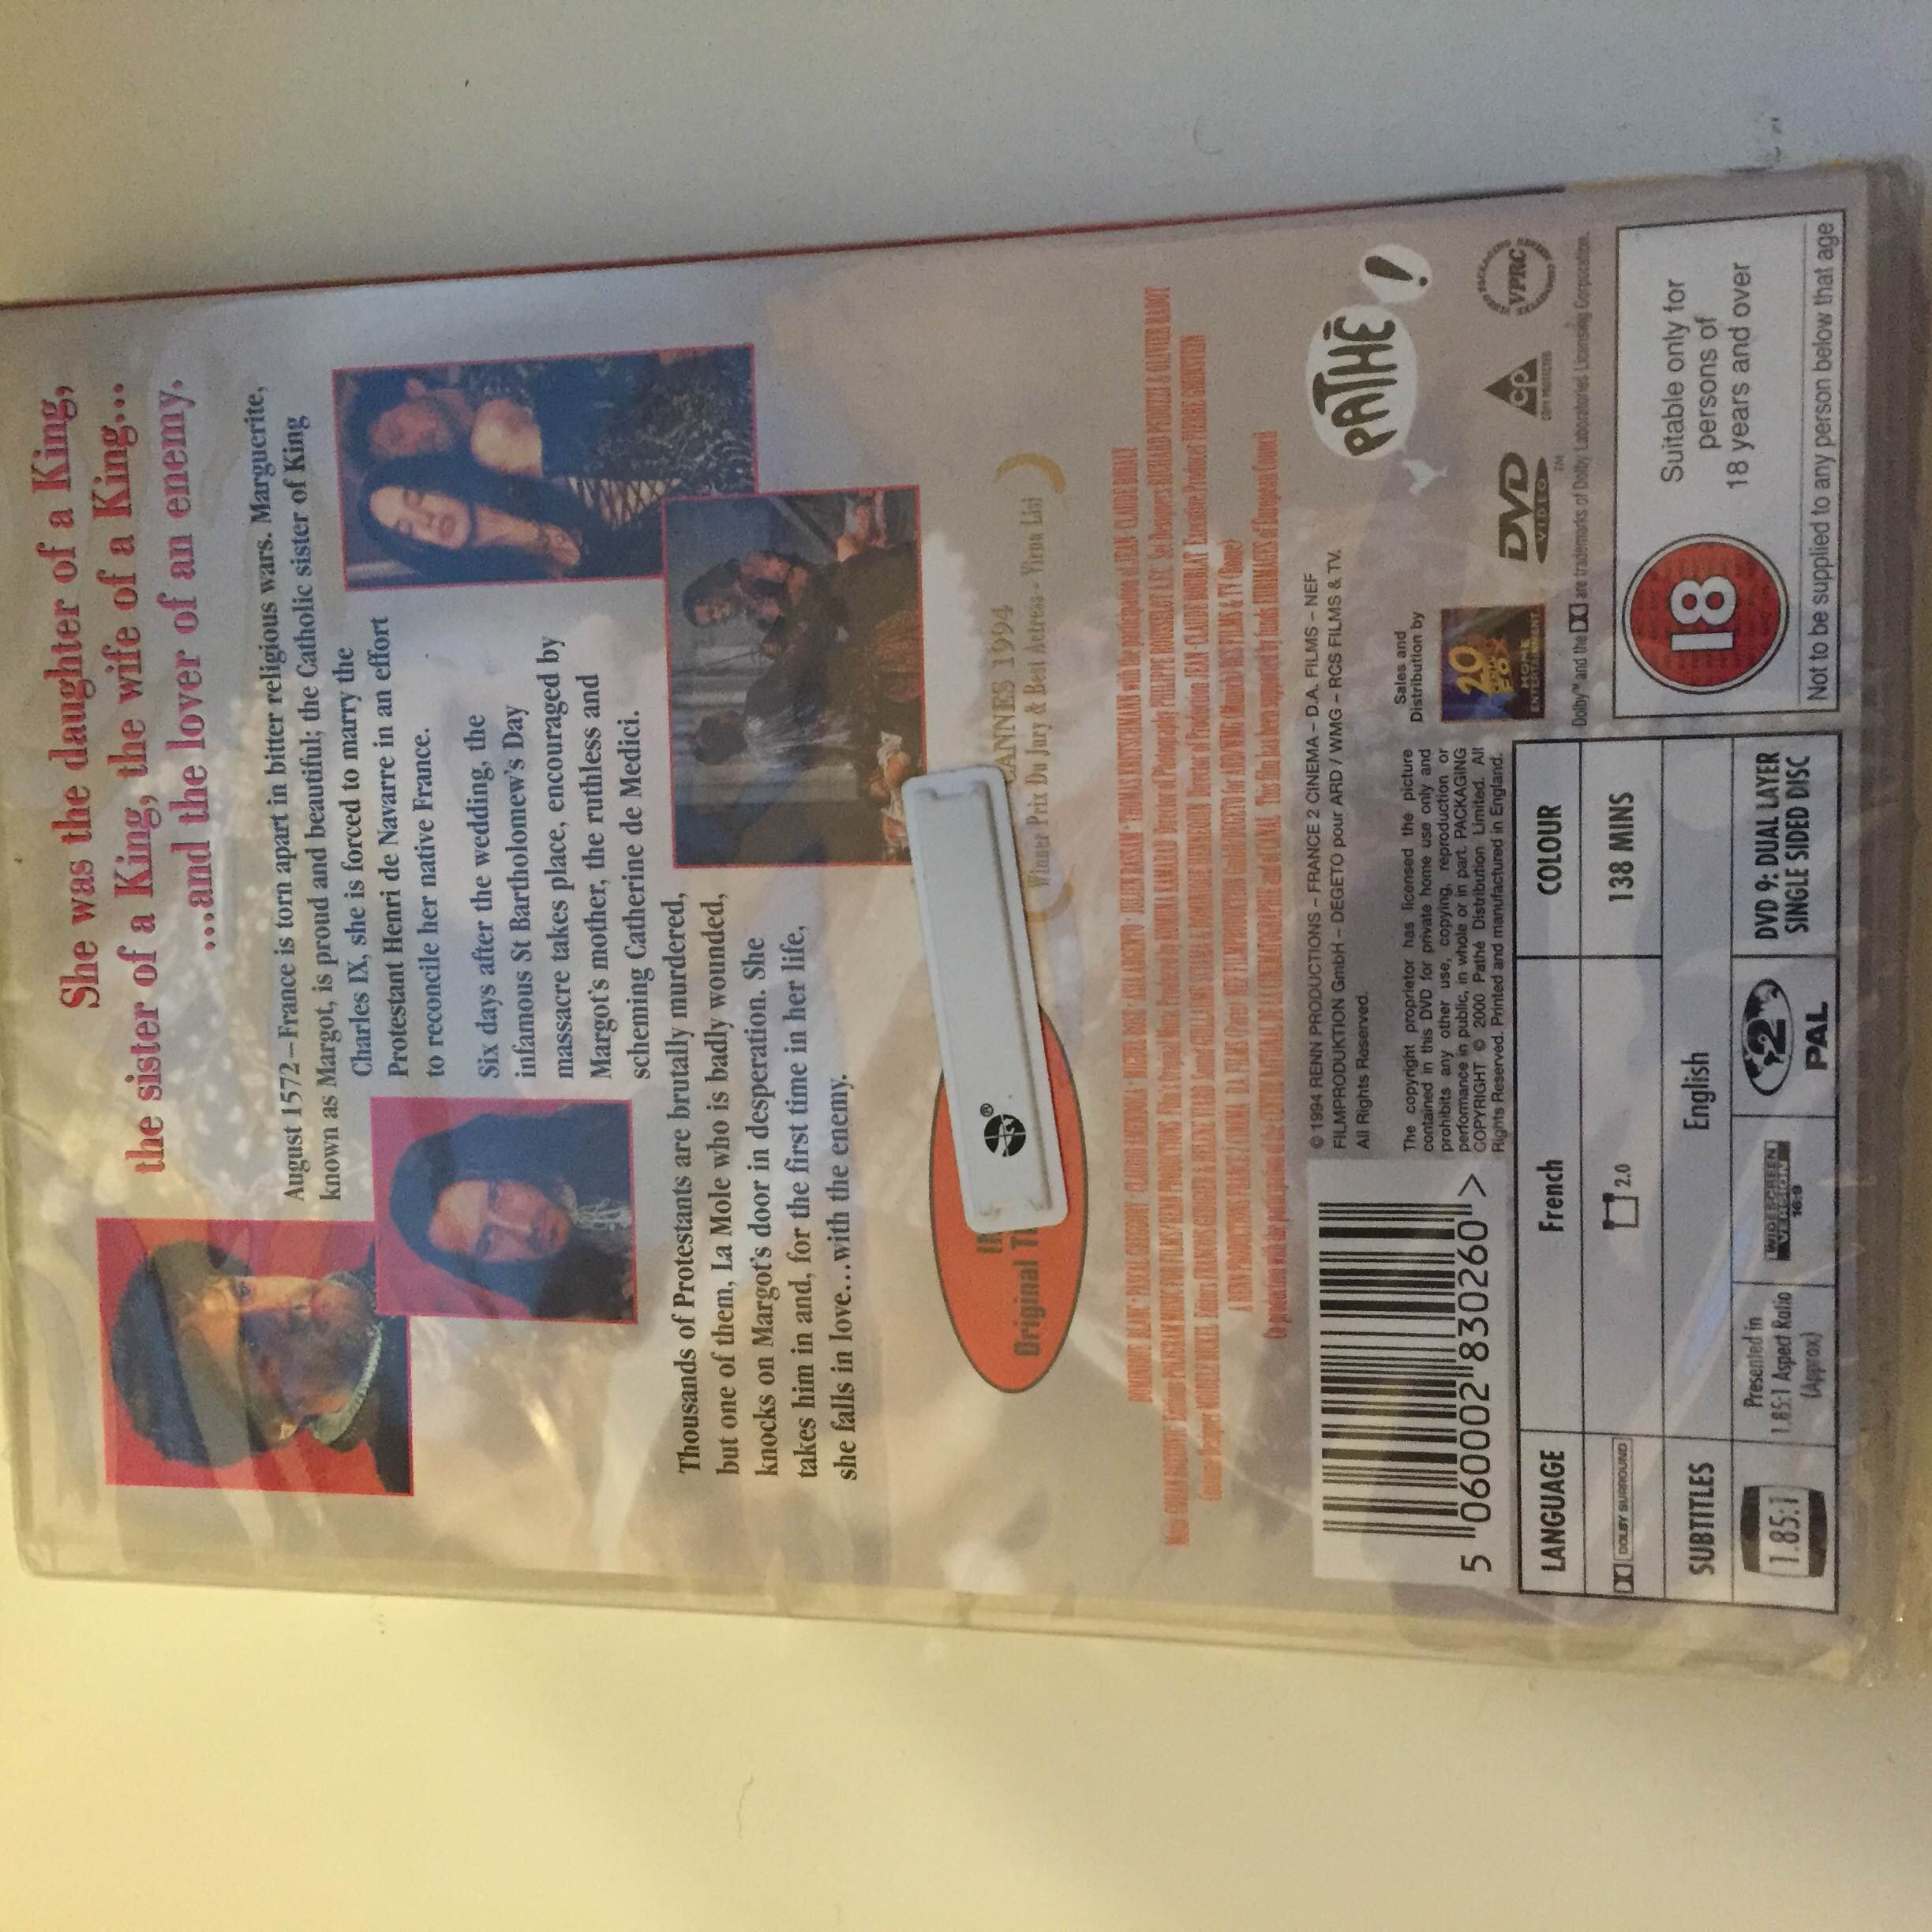 She was the daughter of a King,
the sister of a King, the wife of a King...
...and the lover of an enemy.
August 1572 – France is torn apart in bitter religious wars. Marguerite,
known as Margot, is proud and beautiful; the Catholic sister of King
Charles IX, she is forced to marry the
Protestant Henri de Navarre in an effort
to reconcile her native France.
Six days after the wedding, the
infamous St Bartholomew's Day
massacre takes place, encouraged by
Margot's mother, the ruthless and
scheming Catherine de Medici.
Thousands of Protestants are brutally murdered,
but one of them, La Mole who is badly wounded,
knocks on Margot's door in desperation. She
takes him in and, for the first time in her life,
she falls in love...with the enemy.
Original
CANNES 1994
Winner Prix Du Jury & Best Actress - Virna Lisi
© 1994 RENN PRODUCTIONS – FRANCE 2 CINEMA – D.A. FILMS – NEF
FILMPRODUKTION GmbH – DEGETO pour ARD / WMG – RCS FILMS & TV.
All Rights Reserved.
The copyright proprietor has licensed the picture
contained in this DVD for private home use only and
prohibits any other use, copying, reproduction or
performance in public, in whole or in part. PACKAGING
COPYRIGHT © 2000 Pathé Distribution Limited. All
Rights Reserved. Printed and manufactured in England.
5 060002 830260 >
PATHÉ!
Sales and
Distribution by
20th
CENTURY
FOX
HOME
ENTERTAINMENT
DVD
VIDEO
TM
CP
COPY PROTECTED
VPRC
Dolby™ and the are trademarks of Dolby Laboratories Licensing Corporation.
LANGUAGE French COLOUR
DOLBY SURROUND 2.0 138 MINS
SUBTITLES English
1.85:1
Presented in
1.85:1 Aspect Ratio
(Approx)
WIDESCREEN
VERSION
16:9
2
PAL
DVD 9: DUAL LAYER
SINGLE SIDED DISC
18
Suitable only for
persons of
18 years and over
Not to be supplied to any person below that age